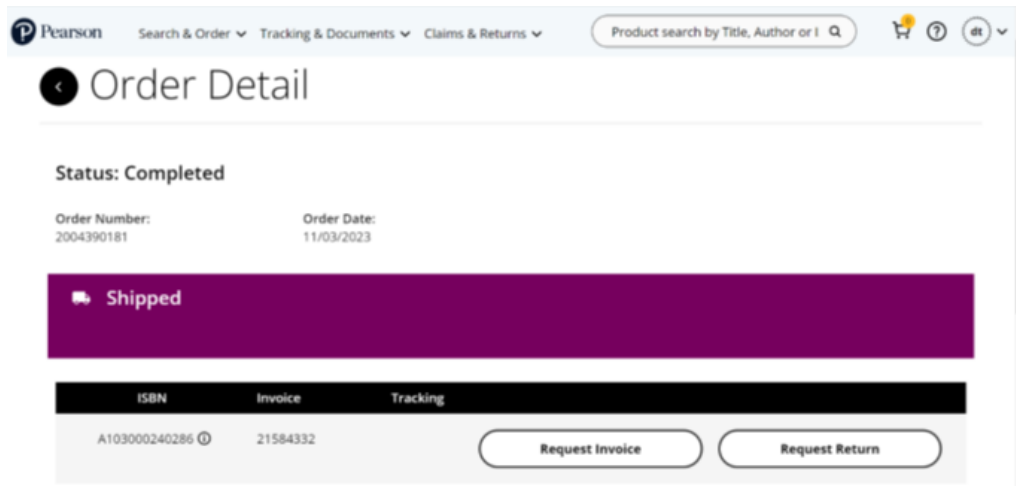 Pearson
Search & Order Tracking & Documents Claims & Returns Product search by Title, Author or I dt
Order Detail
Status: Completed
Order Number: Order Date:
2004390181 11/03/2023
Shipped
ISBN Invoice Tracking
A103000240286 21584332 Request Invoice Request Return